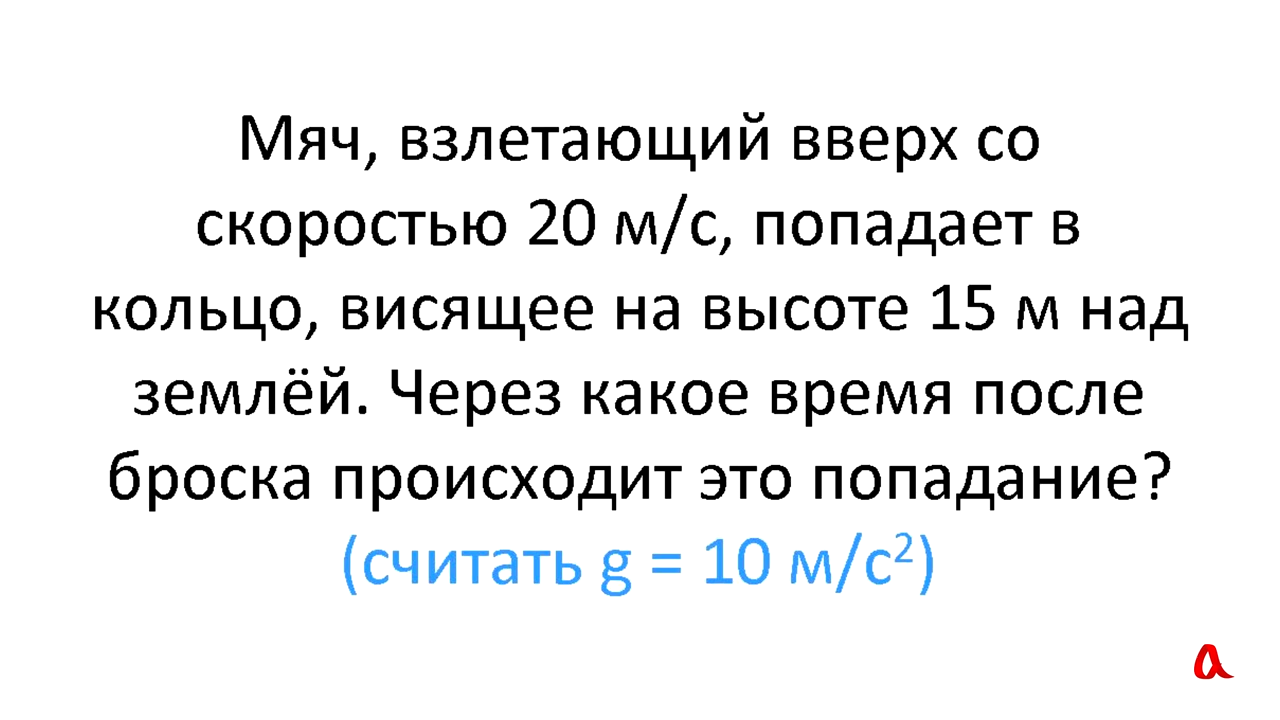 Мяч, взлетающий вверх со
скоростью 20 м/с, попадает в
кольцо, висящее на высоте 15 м над
землёй. Через какое время после
броска происходит это попадание?
(считать g = 10 м/с²)
a